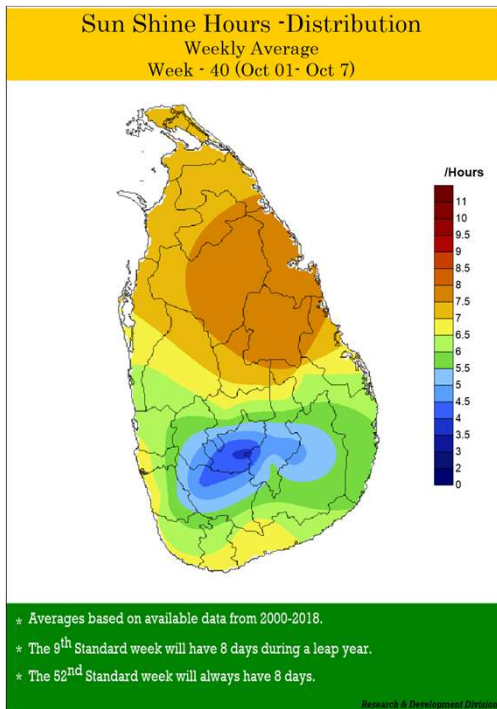 Sun Shine Hours -Distribution
Weekly Average
Week - 40 (Oct 01- Oct 7)
/Hours
11
10
9.5
9
8.5
8
7.5
7
6
6.5
5.5
5
4.5
4
3.5
3
2
0
* Averages based on available data from 2000-2018.
* The 9th Standard week will have 8 days during a leap year.
* The 52nd Standard week will always have 8 days.
Research & Development Division